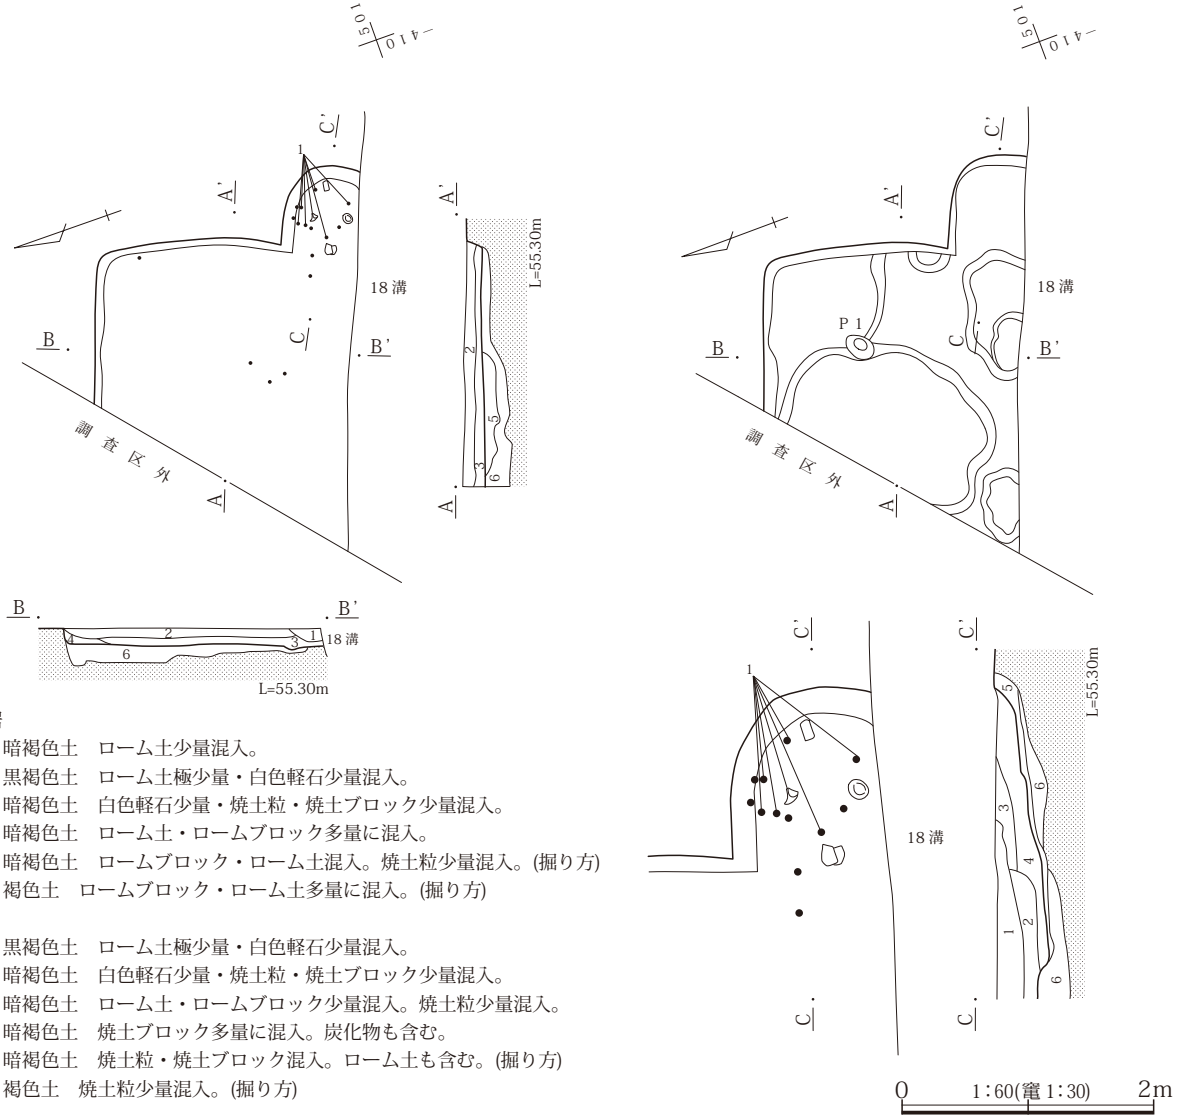 501
-410
501
-410
C'
C'
1
A'
A'
A'
L=55.30m
18 溝
18 溝
P 1
C
C
B
B'
B
B'
2
5
3
6
調査区外
調査区外
A
A
A
B
B'
2
4
3
1
18 溝
6
L=55.30m
C'
C'
1
5
L=55.30m
6
3
4
18 溝
1
2
6
C
C
暗褐色土 ローム土少量混入。
黒褐色土 ローム土極少量・白色軽石少量混入。
暗褐色土 白色軽石少量・焼土粒・焼土ブロック少量混入。
暗褐色土 ローム土・ロームブロック多量に混入。
暗褐色土 ロームブロック・ローム土混入。焼土粒少量混入。(掘り方)
褐色土 ロームブロック・ローム土多量に混入。(掘り方)
黒褐色土 ローム土極少量・白色軽石少量混入。
暗褐色土 白色軽石少量・焼土粒・焼土ブロック少量混入。
暗褐色土 ローム土・ロームブロック少量混入。焼土粒少量混入。
暗褐色土 焼土ブロック多量に混入。炭化物も含む。
暗褐色土 焼土粒・焼土ブロック混入。ローム土も含む。(掘り方)
褐色土 焼土粒少量混入。(掘り方)
0 1:60(竈 1:30) 2m